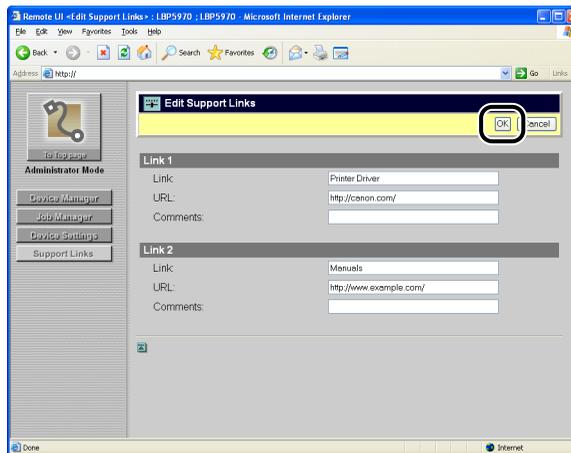 Remote UI <Edit Support Links> : LBP5970 ; LBP5970 - Microsoft Internet Explorer
File Edit View Favorites Tools Help
Back Search Favorites
Address http:// Go Links
Edit Support Links
OK Cancel
To Top page
Administrator Mode
Device Manager
Job Manager
Device Settings
Support Links
Link 1
Link: Printer Driver
URL: http://canon.com/
Comments:
Link 2
Link: Manuals
URL: http://www.example.com/
Comments:
Done Internet